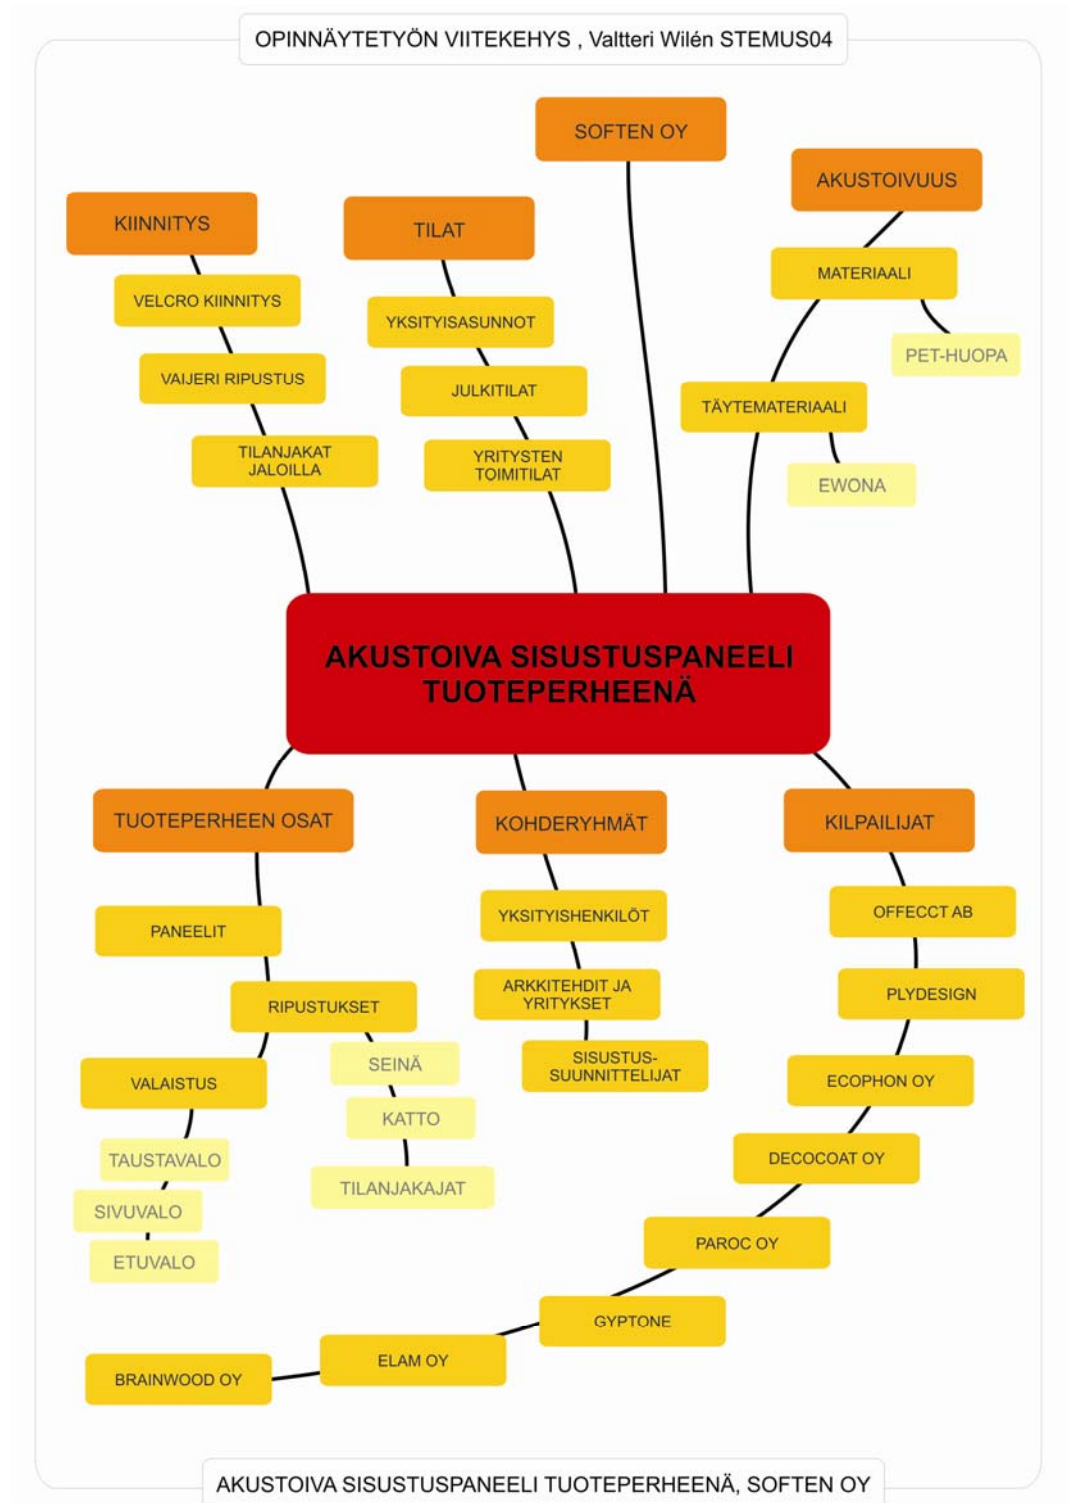 OPINNÄYTETYÖN VIITEKEHYS , Valtteri Wilén STEMUS04
SOFTEN OY
AKUSTOIVUUS
KIINNITYS
TILAT
MATERIAALI
VELCRO KIINNITYS
YKSITYISASUNNOT
PET-HUOPA
VAIJERI RIPUSTUS
JULKITILAT
TÄYTEMATERIAALI
TILANJAKAT
JALOILLA
YRITYSTEN
TOIMITILAT
EWONA
AKUSTOIVA SISUSTUSPANEELI
TUOTEPERHEENÄ
TUOTEPERHEEN OSAT
KOHDERYHMÄT
KILPAILIJAT
PANEELIT
YKSITYISHENKILÖT
OFFECCT AB
RIPUSTUKSET
ARKKITEHDIT JA
YRITYKSET
PLYDESIGN
VALAISTUS
SEINÄ
SISUSTUS-
SUUNNITTELIJAT
ECOPHON OY
KATTO
TAUSTAVALO
TILANJAKAJAT
DECOCOAT OY
SIVUVALO
ETUVALO
PAROC OY
GYPTONE
ELAM OY
BRAINWOOD OY
AKUSTOIVA SISUSTUSPANEELI TUOTEPERHEENÄ, SOFTEN OY